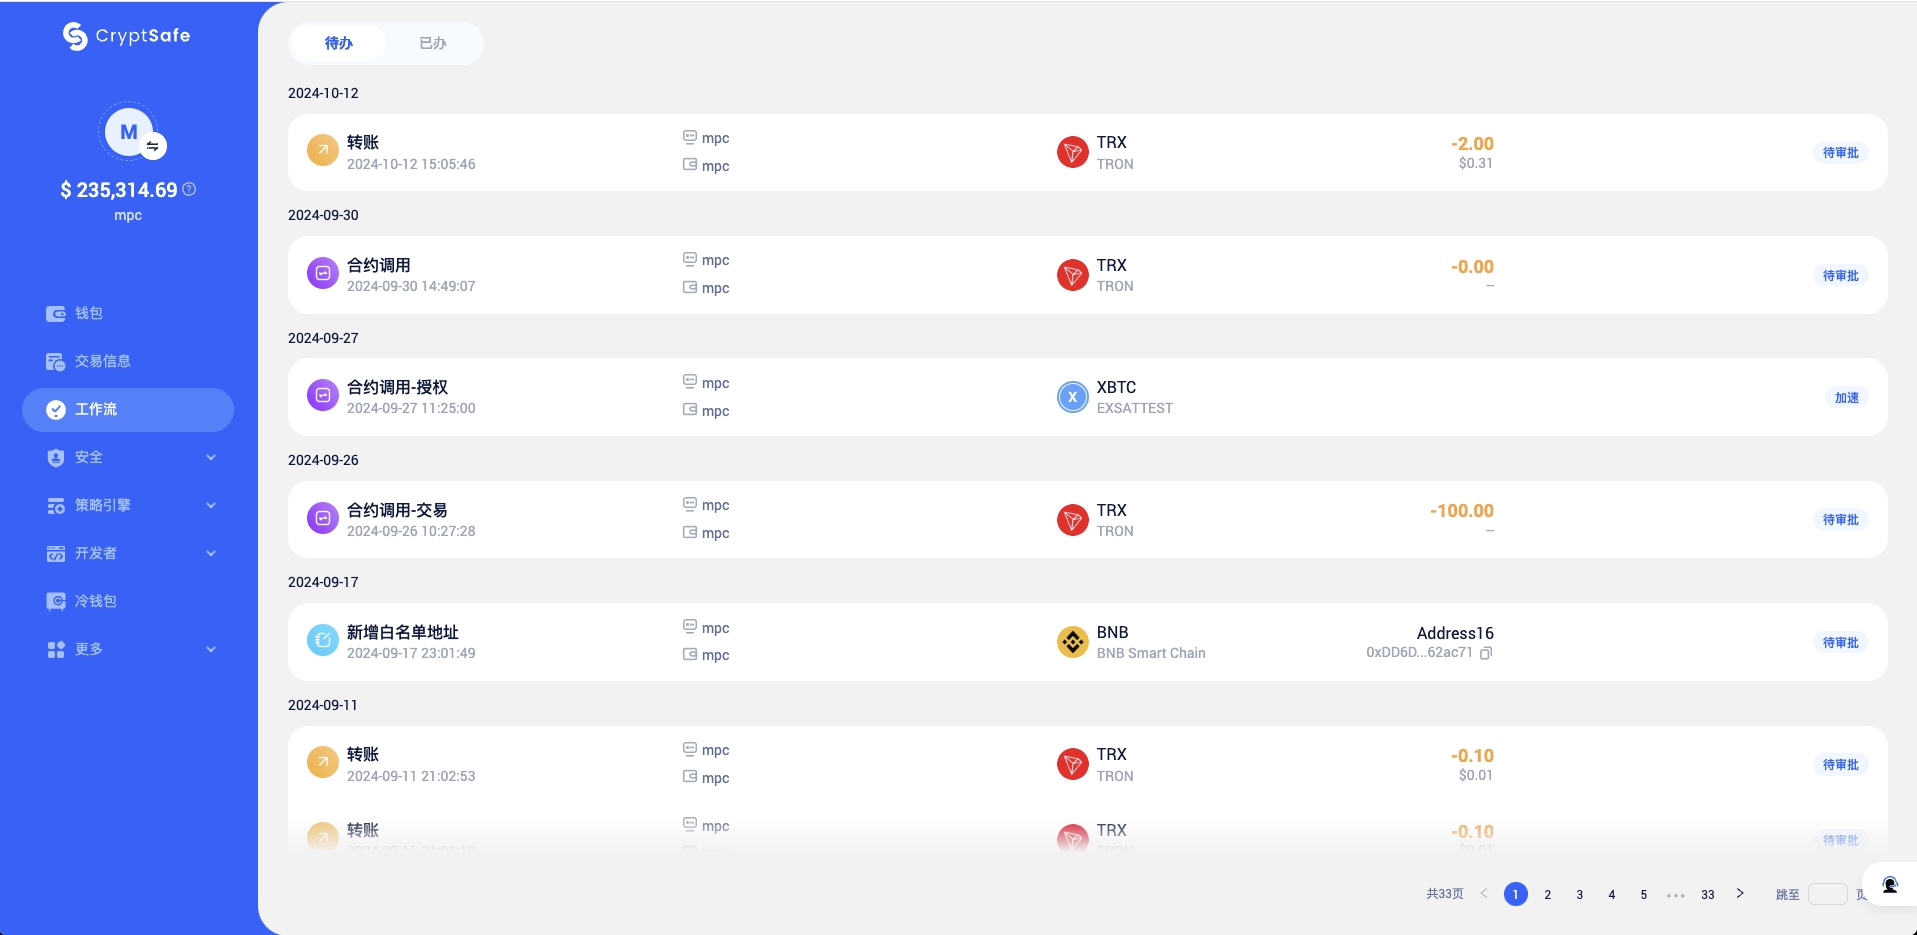 CryptSafe
M
$ 235,314.69
mpc
钱包
交易信息
工作流
安全
策略引擎
开发者
冷钱包
更多
待办 已办
2024-10-12
转账
2024-10-12 15:05:46
mpc
mpc
TRX
TRON
-2.00
$0.31
待审批
2024-09-30
合约调用
2024-09-30 14:49:07
mpc
mpc
TRX
TRON
-0.00
--
待审批
2024-09-27
合约调用-授权
2024-09-27 11:25:00
mpc
mpc
X
XBTC
EXSATTEST
加速
2024-09-26
合约调用-交易
2024-09-26 10:27:28
mpc
mpc
TRX
TRON
-100.00
--
待审批
2024-09-17
新增白名单地址
2024-09-17 23:01:49
mpc
mpc
BNB
BNB Smart Chain
Address16
0xDD6D...62ac71
待审批
2024-09-11
转账
2024-09-11 21:02:53
mpc
mpc
TRX
TRON
-0.10
$0.01
待审批
转账
mpc
TRX
TRON
-0.10
$0.01
待审批
共33页 < 1 2 3 4 5 ••• 33 > 跳至 页